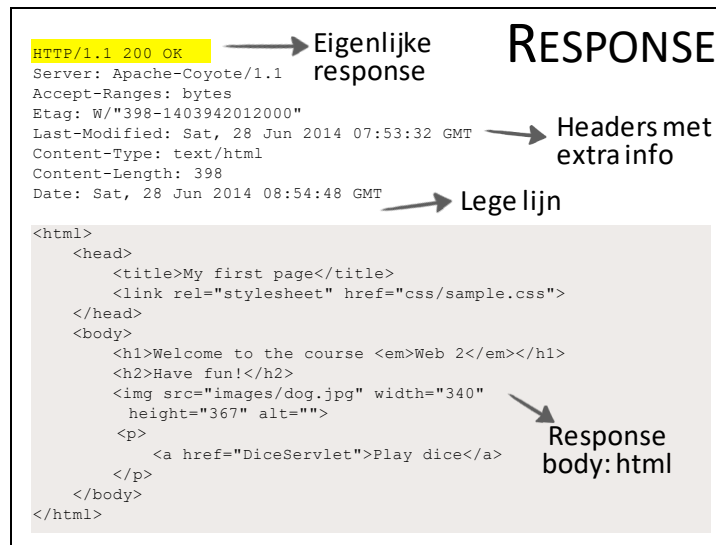 RESPONSE
HTTP/1.1 200 OK
Eigenlijke
response
Server: Apache-Coyote/1.1
Accept-Ranges: bytes
Etag: W/"398-1403942012000"
Last-Modified: Sat, 28 Jun 2014 07:53:32 GMT
Headers met
extra info
Content-Type: text/html
Content-Length: 398
Date: Sat, 28 Jun 2014 08:54:48 GMT
Lege lijn
<html>
<head>
<title>My first page</title>
<link rel="stylesheet" href="css/sample.css">
</head>
<body>
<h1>Welcome to the course <em>Web 2</em></h1>
<h2>Have fun!</h2>
<img src="images/dog.jpg" width="340"
height="367" alt="">
<p>
<a href="DiceServlet">Play dice</a>
</p>
</body>
</html>
Response
body: html